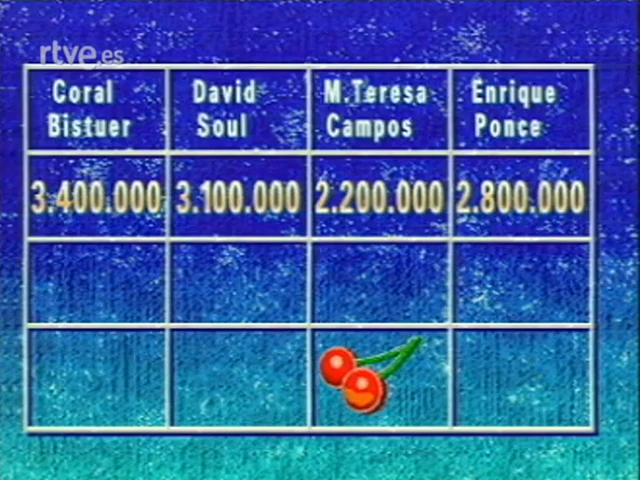 rtve.es
Coral Bistuer
David Soul
M.Teresa Campos
Enrique Ponce
3.400.000 3.100.000 2.200.000 2.800.000